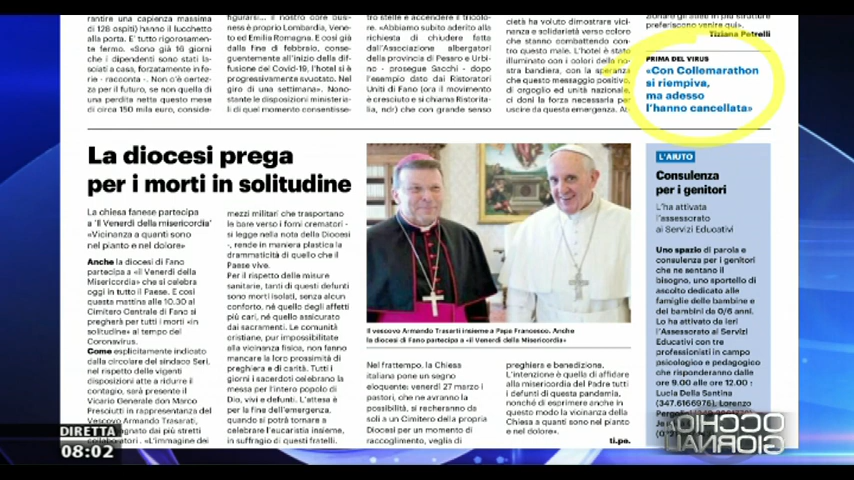 rantire una capienza massima
di 128 ospiti) hanno il lucchetto
alla porta. E' tutto rigorosamen-
te fermo. «Sono già 16 giorni
che i dipendenti sono stati la-
sciati a casa, forzatamente in fe-
rie - racconta -. Non c'è certez-
za per il futuro, se non quella di
una perdita netta questo mese
di circa 150 mila euro, conside-
figurarsi... Il nostro core busi-
ness è proprio Lombardia, Vene-
to ed Emilia Romagna. E così già
dalla fine di febbraio, conse-
guentemente all'inizio della dif-
fusione del Covid-19, l'hotel si è
progressivamente svuotato. Nel
giro di una settimana». Nono-
stante le disposizioni ministeria-
li di quel momento consentisse-
tro stelle e accendere il tricolo-
re. «Abbiamo subito aderito alla
richiesta di chiudere fatta
dall'Associazione albergatori
della provincia di Pesaro e Urbi-
no - prosegue Sacchi - dopo
l'esempio dato dai Ristoratori
Uniti di Fano (ora il movimento
è cresciuto e si chiama Ristorita-
lia, ndr) che con grande senso
cietà ha voluto dimostrare vici-
nanza e solidarietà verso coloro
che stanno combattendo con-
tro questo male. L'hotel è stato
illuminato con i colori della no-
stra bandiera, con la speranza
che questo messaggio positivo,
di orgoglio ed unità nazionale,
ci doni la forza necessaria per
uscire da questa emergenza. At-
preferiscono venire qui».
Tiziana Petrelli
PRIMA DEL VIRUS
«Con Collemarathon
si riempiva,
ma adesso
l'hanno cancellata»
La diocesi prega
per i morti in solitudine
La chiesa fanese partecipa
a 'Il Venerdì della misericordia'
«Vicinanza a quanti sono
nel pianto e nel dolore»
Anche la diocesi di Fano
partecipa a «il Venerdì della
Misericordia» che si celebra
oggi in tutto il Paese. E così
questa mattina alle 10.30 al
Cimitero Centrale di Fano si
pregherà per tutti i morti «in
solitudine» al tempo del
Coronavirus.
Come esplicitamente indicato
dalla circolare del sindaco Seri,
nel rispetto delle vigenti
disposizioni atte a ridurre il
contagio, sarà presente il
Vicario Generale don Marco
Presciutti in rappresentanza del
Vescovo Armando Trasarti,
dai più stretti
«L'immagine dei
mezzi militari che trasportano
le bare verso i forni crematori -
si legge nella nota della Diocesi
-, rende in maniera plastica la
drammaticità di quello che il
Paese vive.
Per il rispetto delle misure
sanitarie, tanti di questi defunti
sono morti isolati, senza alcun
conforto, né quello degli affetti
più cari, né quello assicurato
dai sacramenti. Le comunità
cristiane, pur impossibilitate
alla vicinanza fisica, non fanno
mancare la loro prossimità di
preghiera e di carità. Tutti i
giorni i sacerdoti celebrano la
messa per l'intero popolo di
Dio, vivi e defunti. L'attesa è
per la fine dell'emergenza,
quando si potrà tornare a
celebrare l'eucaristia insieme,
in suffragio di questi fratelli.
Il vescovo Armando Trasarti insieme a Papa Francesco. Anche
la diocesi di Fano partecipa a «il Venerdì della Misericordia»
Nel frattempo, la Chiesa
italiana pone un segno
eloquente: venerdì 27 marzo i
pastori, che ne avranno la
possibilità, si recheranno da
soli a un Cimitero della propria
Diocesi per un momento di
raccoglimento, veglia di
preghiera e benedizione.
L'intenzione è quella di affidare
alla misericordia del Padre tutti
i defunti di questa pandemia,
nonché di esprimere anche in
questo modo la vicinanza della
Chiesa a quanti sono nel pianto
e nel dolore».
ti.pe.
L'AIUTO
Consulenza
per i genitori
L'ha attivata
l'assessorato
ai Servizi Educativi
Uno spazio di parola e
consulenza per i genitori
che ne sentano il
bisogno, uno sportello di
ascolto dedicato alle
famiglie delle bambine e
dei bambini da 0/6 anni.
Lo ha attivato da ieri
l'Assessorato ai Servizi
Educativi con tre
professionisti in campo
psicologico e pedagogico
che risponderanno dalle
ore 9.00 alle ore 12.00 :
Lucia Della Santina
(347.6166976), Lorenzo
OCCHIO
GIORNALI
DIRETTA
08:02